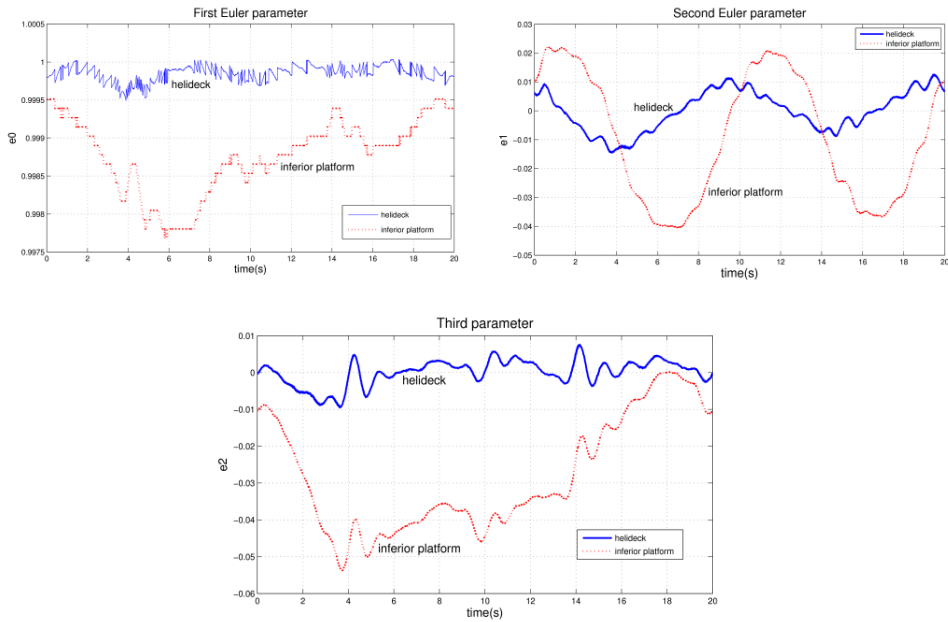 First Euler parameter
1.0005
1
0.9995
0.999
0.9985
0.998
0.9975
e0
helideck
inferior platform
helideck
inferior platform
0 2 4 6 8 10 12 14 16 18 20
time(s)
Second Euler parameter
0.03
0.02
0.01
0
−0.01
−0.02
−0.03
−0.04
−0.05
e1
helideck
inferior platform
helideck
inferior platform
0 2 4 6 8 10 12 14 16 18 20
time(s)
Third parameter
0.01
0
−0.01
−0.02
−0.03
−0.04
−0.05
−0.06
e2
helideck
inferior platform
helideck
inferior platform
0 2 4 6 8 10 12 14 16 18 20
time(s)